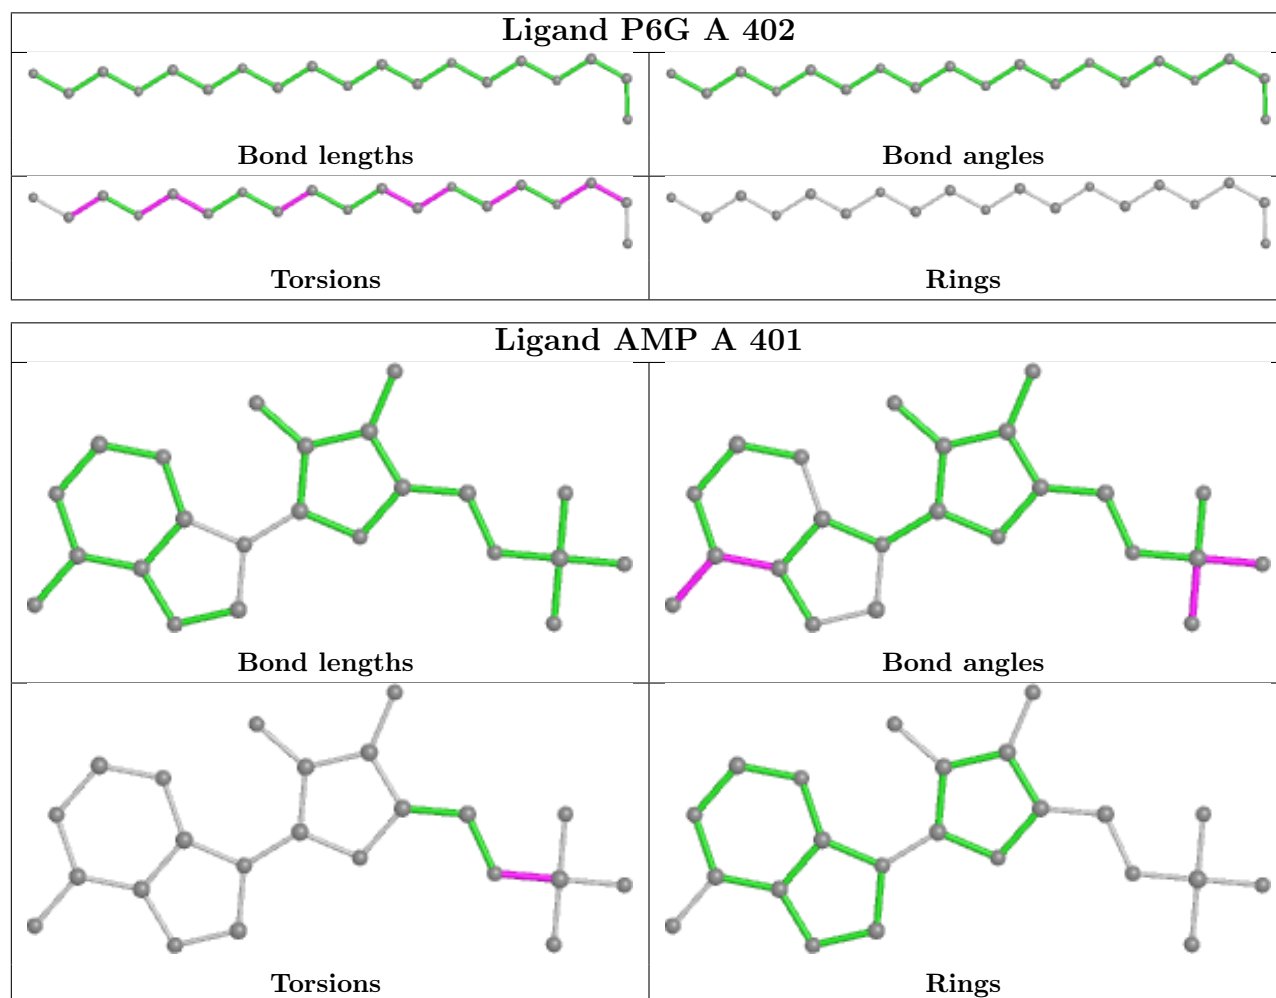 Ligand P6G A 402
Bond lengths
Bond angles
Torsions
Rings
Ligand AMP A 401
Bond lengths
Bond angles
Torsions
Rings